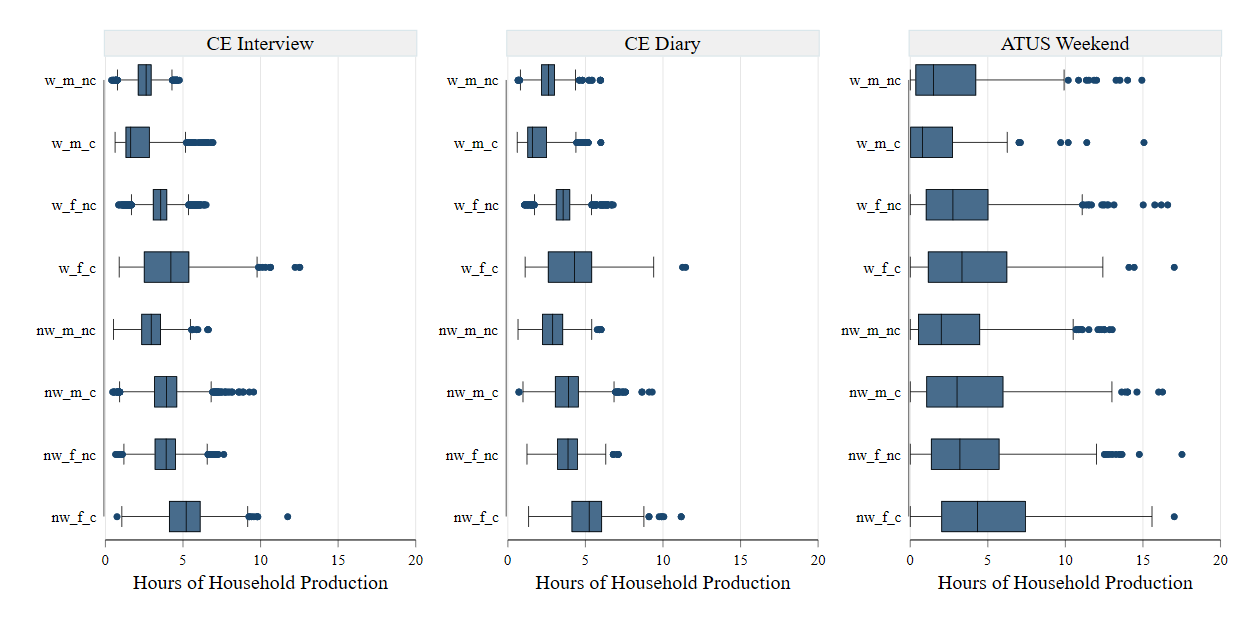 CE Interview
w_m_nc
w_m_c
w_f_nc
w_f_c
nw_m_nc
nw_m_c
nw_f_nc
nw_f_c
0 5 10 15 20
Hours of Household Production
CE Diary
w_m_nc
w_m_c
w_f_nc
w_f_c
nw_m_nc
nw_m_c
nw_f_nc
nw_f_c
0 5 10 15 20
Hours of Household Production
ATUS Weekend
w_m_nc
w_m_c
w_f_nc
w_f_c
nw_m_nc
nw_m_c
nw_f_nc
nw_f_c
0 5 10 15 20
Hours of Household Production